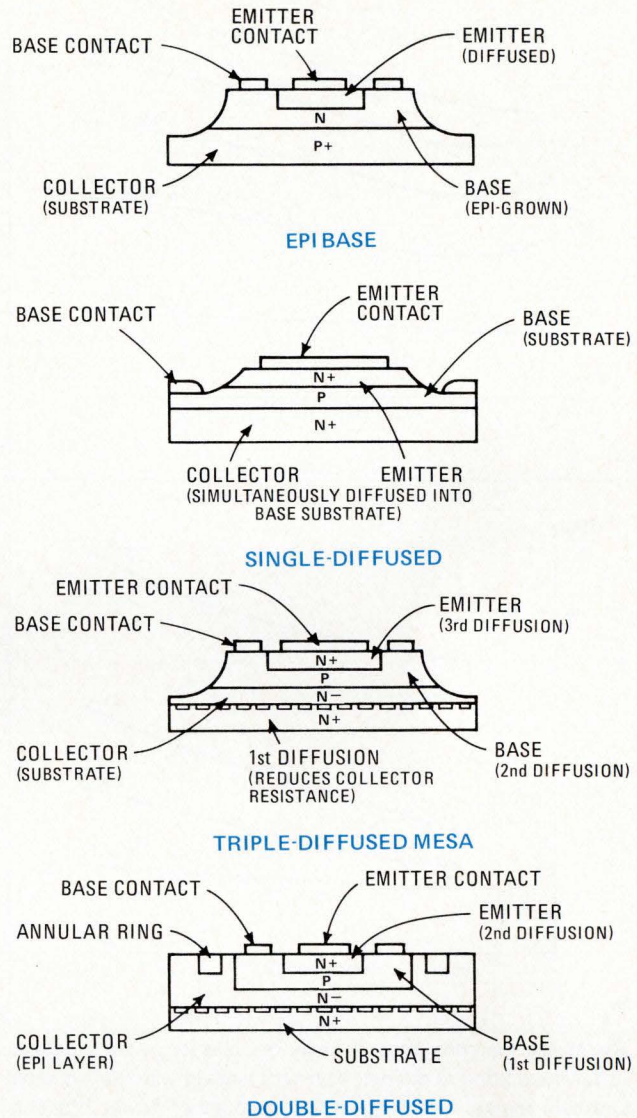 EMITTER
CONTACT
BASE CONTACT
EMITTER
(DIFFUSED)
N
P+
COLLECTOR
(SUBSTRATE)
BASE
(EPI-GROWN)
EPI BASE
EMITTER
CONTACT
BASE CONTACT
BASE
(SUBSTRATE)
N+
P
N+
COLLECTOR EMITTER
(SIMULTANEOUSLY DIFFUSED INTO
BASE SUBSTRATE)
SINGLE-DIFFUSED
EMITTER CONTACT
BASE CONTACT
EMITTER
(3rd DIFFUSION)
N+
P
N−
N+
COLLECTOR
(SUBSTRATE)
1st DIFFUSION
(REDUCES COLLECTOR
RESISTANCE)
BASE
(2nd DIFFUSION)
TRIPLE-DIFFUSED MESA
BASE CONTACT
EMITTER CONTACT
ANNULAR RING
EMITTER
(2nd DIFFUSION)
N+
P
N−
N+
COLLECTOR
(EPI LAYER)
SUBSTRATE
BASE
(1st DIFFUSION)
DOUBLE-DIFFUSED